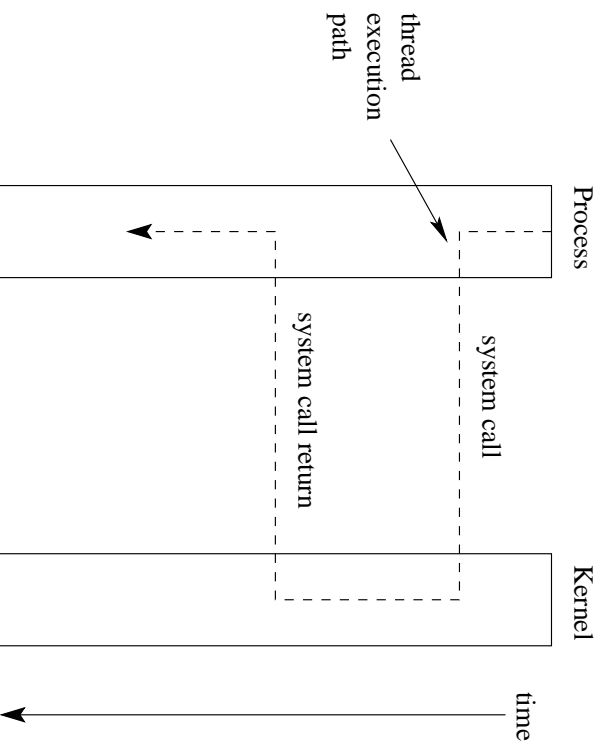 Process
Kernel
time
thread
execution
path
system call
system call return